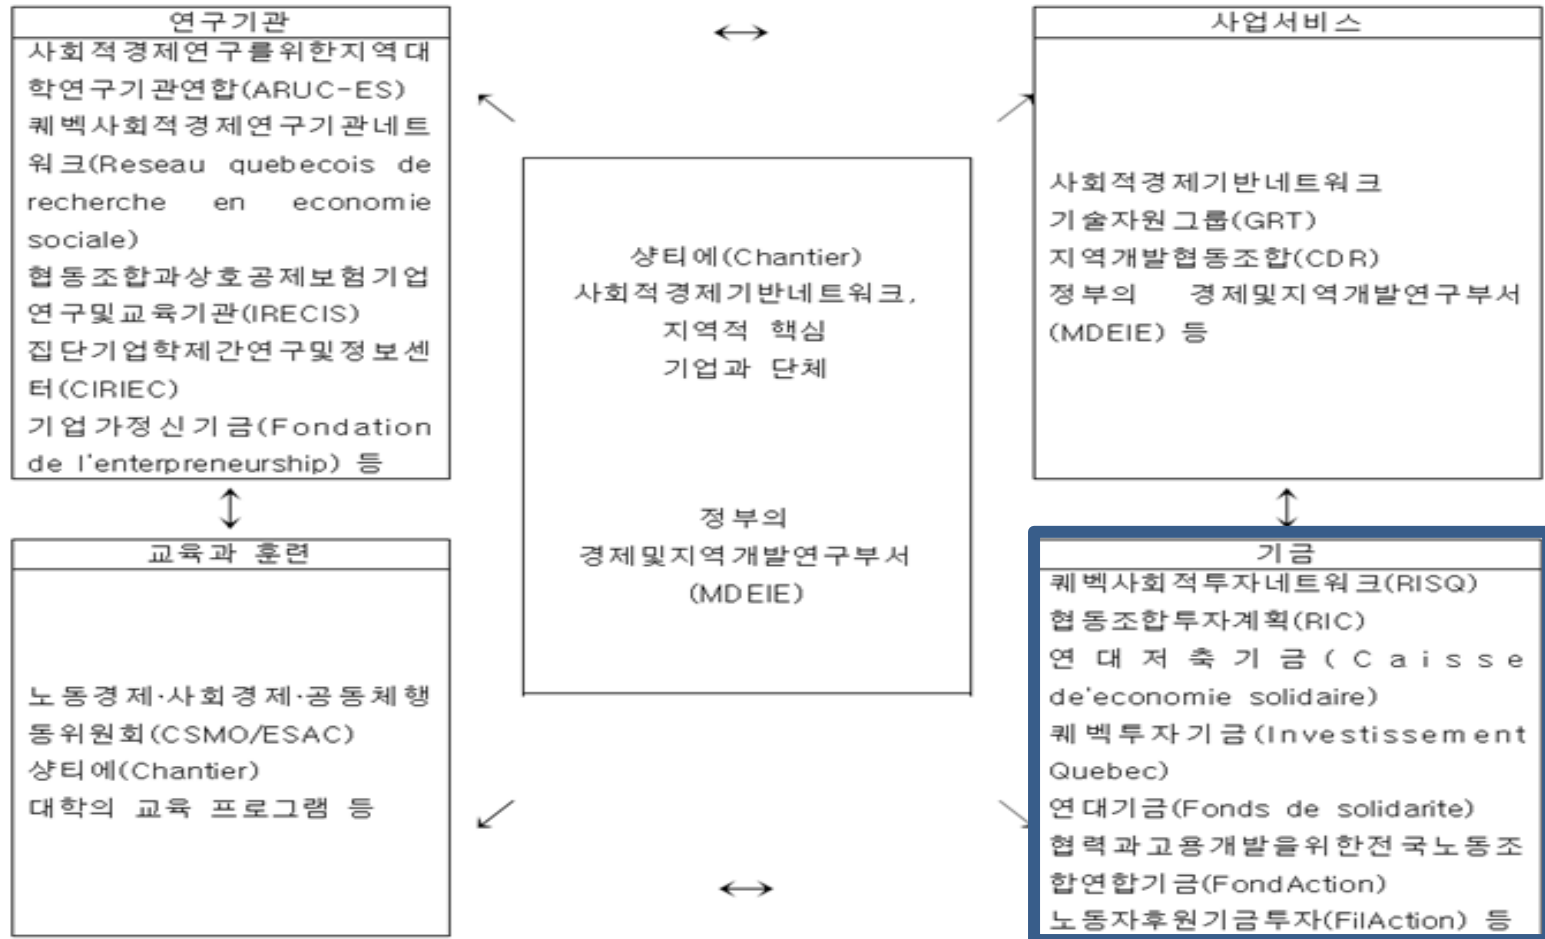 연구기관
사회적경제연구를위한지역대
학연구기관연합(ARUC-ES)
퀘벡사회적경제연구기관네트
워크(Reseau quebecois de
recherche en economie
sociale)
협동조합과상호공제보험기업
연구및교육기관(IRECIS)
집단기업학제간연구및정보센
터(CIRIEC)
기업가정신기금(Fondation
de l'enterpreneurship) 등
사업서비스
사회적경제기반네트워크
기술자원그룹(GRT)
지역개발협동조합(CDR)
정부의 경제및지역개발연구부서
(MDEIE) 등
샹티에(Chantier)
사회적경제기반네트워크,
지역적 핵심
기업과 단체
정부의
경제및지역개발연구부서
(MDEIE)
교육과 훈련
노동경제·사회경제·공동체행
동위원회(CSMO/ESAC)
샹티에(Chantier)
대학의 교육 프로그램 등
기금
퀘벡사회적투자네트워크(RISQ)
협동조합투자계획(RIC)
연대저축기금(Caisse
de'economie solidaire)
퀘벡투자기금(Investissement
Quebec)
연대기금(Fonds de solidarite)
협력과고용개발을위한전국노동조
합연합기금(FondAction)
노동자후원기금투자(FilAction) 등